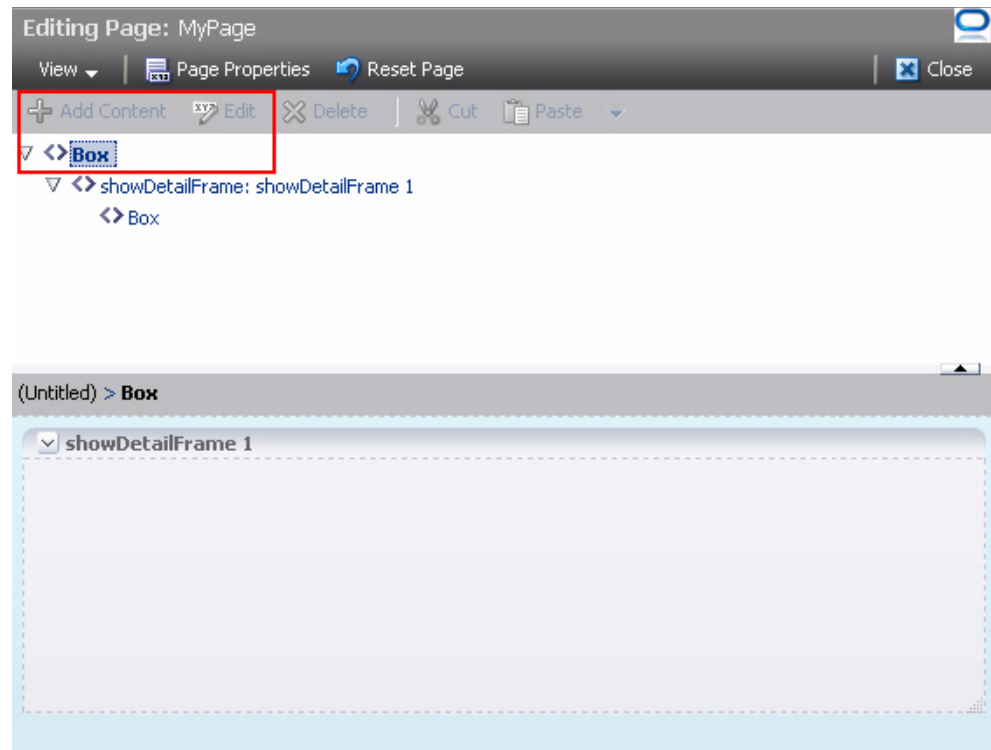 Editing Page: MyPage
View Page Properties Reset Page Close
Add Content Edit Delete Cut Paste
<> Box
<> showDetailFrame: showDetailFrame 1
<> Box
(Untitled) > Box
showDetailFrame 1